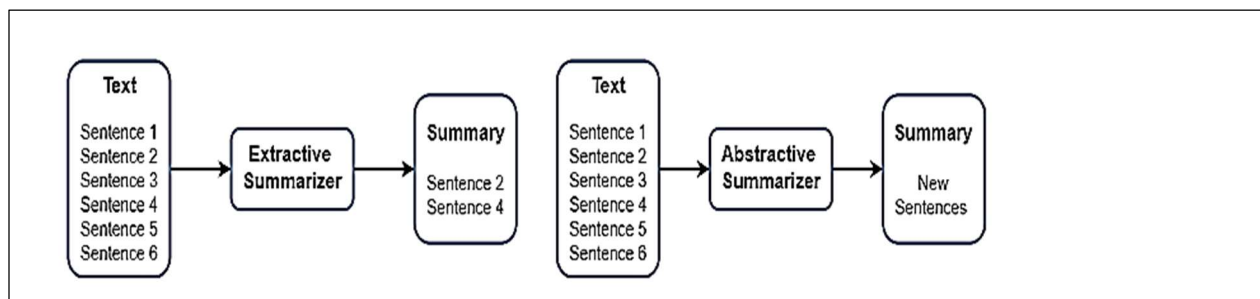 Text
Sentence 1
Sentence 2
Sentence 3
Sentence 4
Sentence 5
Sentence 6
Extractive
Summarizer
Summary
Sentence 2
Sentence 4
Text
Sentence 1
Sentence 2
Sentence 3
Sentence 4
Sentence 5
Sentence 6
Abstractive
Summarizer
Summary
New
Sentences